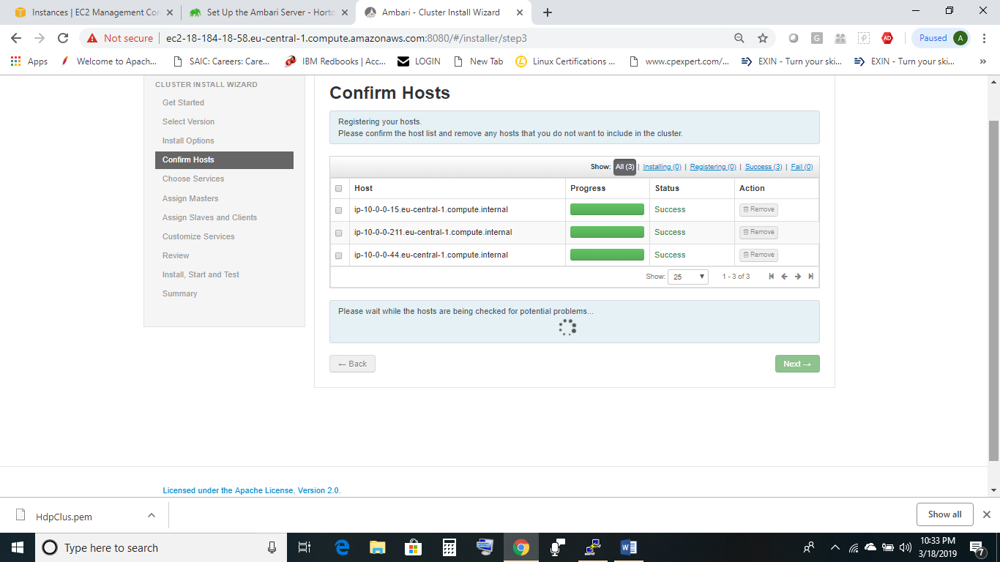 Instances | EC2 Management Con
Set Up the Ambari Server - Horto
Ambari - Cluster Install Wizard
Not secure | ec2-18-184-18-58.eu-central-1.compute.amazonaws.com:8080/#/installer/step3
G
AD
Paused A
Apps
Welcome to Apach...
SAIC: Careers: Care...
IBM Redbooks | Acc...
LOGIN
New Tab
Linux Certifications ...
www.cpexpert.com/...
EXIN - Turn your ski...
EXIN - Turn your ski...
»
CLUSTER INSTALL WIZARD
Get Started
Select Version
Install Options
Confirm Hosts
Choose Services
Assign Masters
Assign Slaves and Clients
Customize Services
Review
Install, Start and Test
Summary
Confirm Hosts
Registering your hosts.
Please confirm the host list and remove any hosts that you do not want to include in the cluster.
Show: All (3) | Installing (0) | Registering (0) | Success (3) | Fail (0)
Host Progress Status Action
ip-10-0-0-15.eu-central-1.compute.internal Success Remove
ip-10-0-0-211.eu-central-1.compute.internal Success Remove
ip-10-0-0-44.eu-central-1.compute.internal Success Remove
Show: 25 1 - 3 of 3
Please wait while the hosts are being checked for potential problems...
← Back
Next →
Licensed under the Apache License, Version 2.0.
HdpClus.pem
Show all
Type here to search
10:33 PM
3/18/2019
7